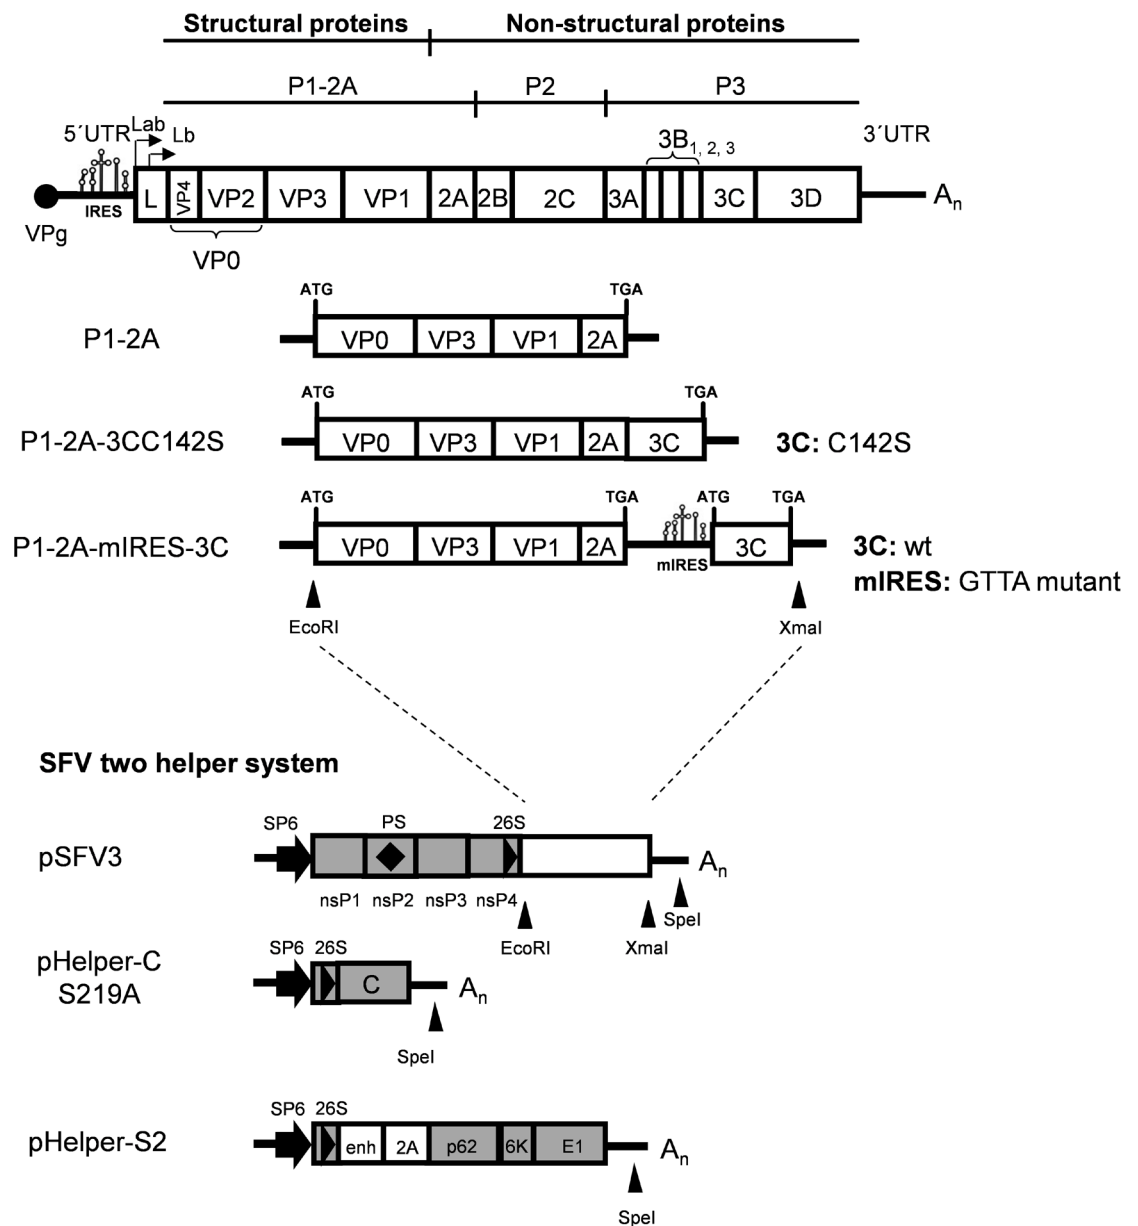 Structural proteins Non-structural proteins
P1-2A P2 P3
5´UTR Lab Lb 3B1, 2, 3 3´UTR
L VP4 VP2 VP3 VP1 2A 2B 2C 3A 3C 3D An
IRES
VPg
VP0
ATG TGA
P1-2A VP0 VP3 VP1 2A
ATG TGA
P1-2A-3CC142S VP0 VP3 VP1 2A 3C 3C: C142S
ATG TGA ATG TGA
P1-2A-mIRES-3C VP0 VP3 VP1 2A mIRES 3C 3C: wt
mIRES: GTTA mutant
EcoRI XmaI
SFV two helper system
SP6 PS 26S
pSFV3 An
nsP1 nsP2 nsP3 nsP4 SpeI
EcoRI XmaI
SP6 26S
pHelper-C C An
S219A
SpeI
SP6 26S
pHelper-S2 enh 2A p62 6K E1 An
SpeI